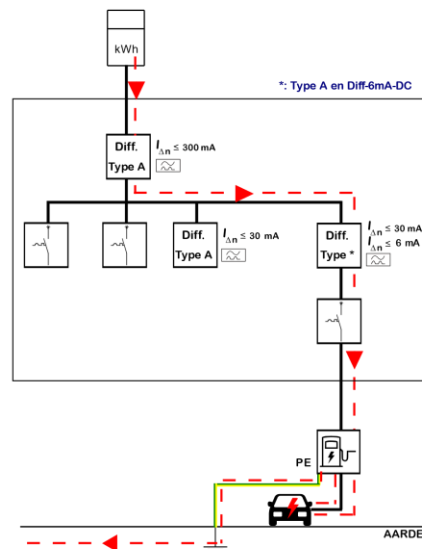 kWh
*: Type A en Diff-6mA-DC
Diff.
Type A
IΔn ≤ 300 mA
Diff.
Type A
IΔn ≤ 30 mA
Diff.
Type *
IΔn ≤ 30 mA
IΔn ≤ 6 mA
PE
AARDE